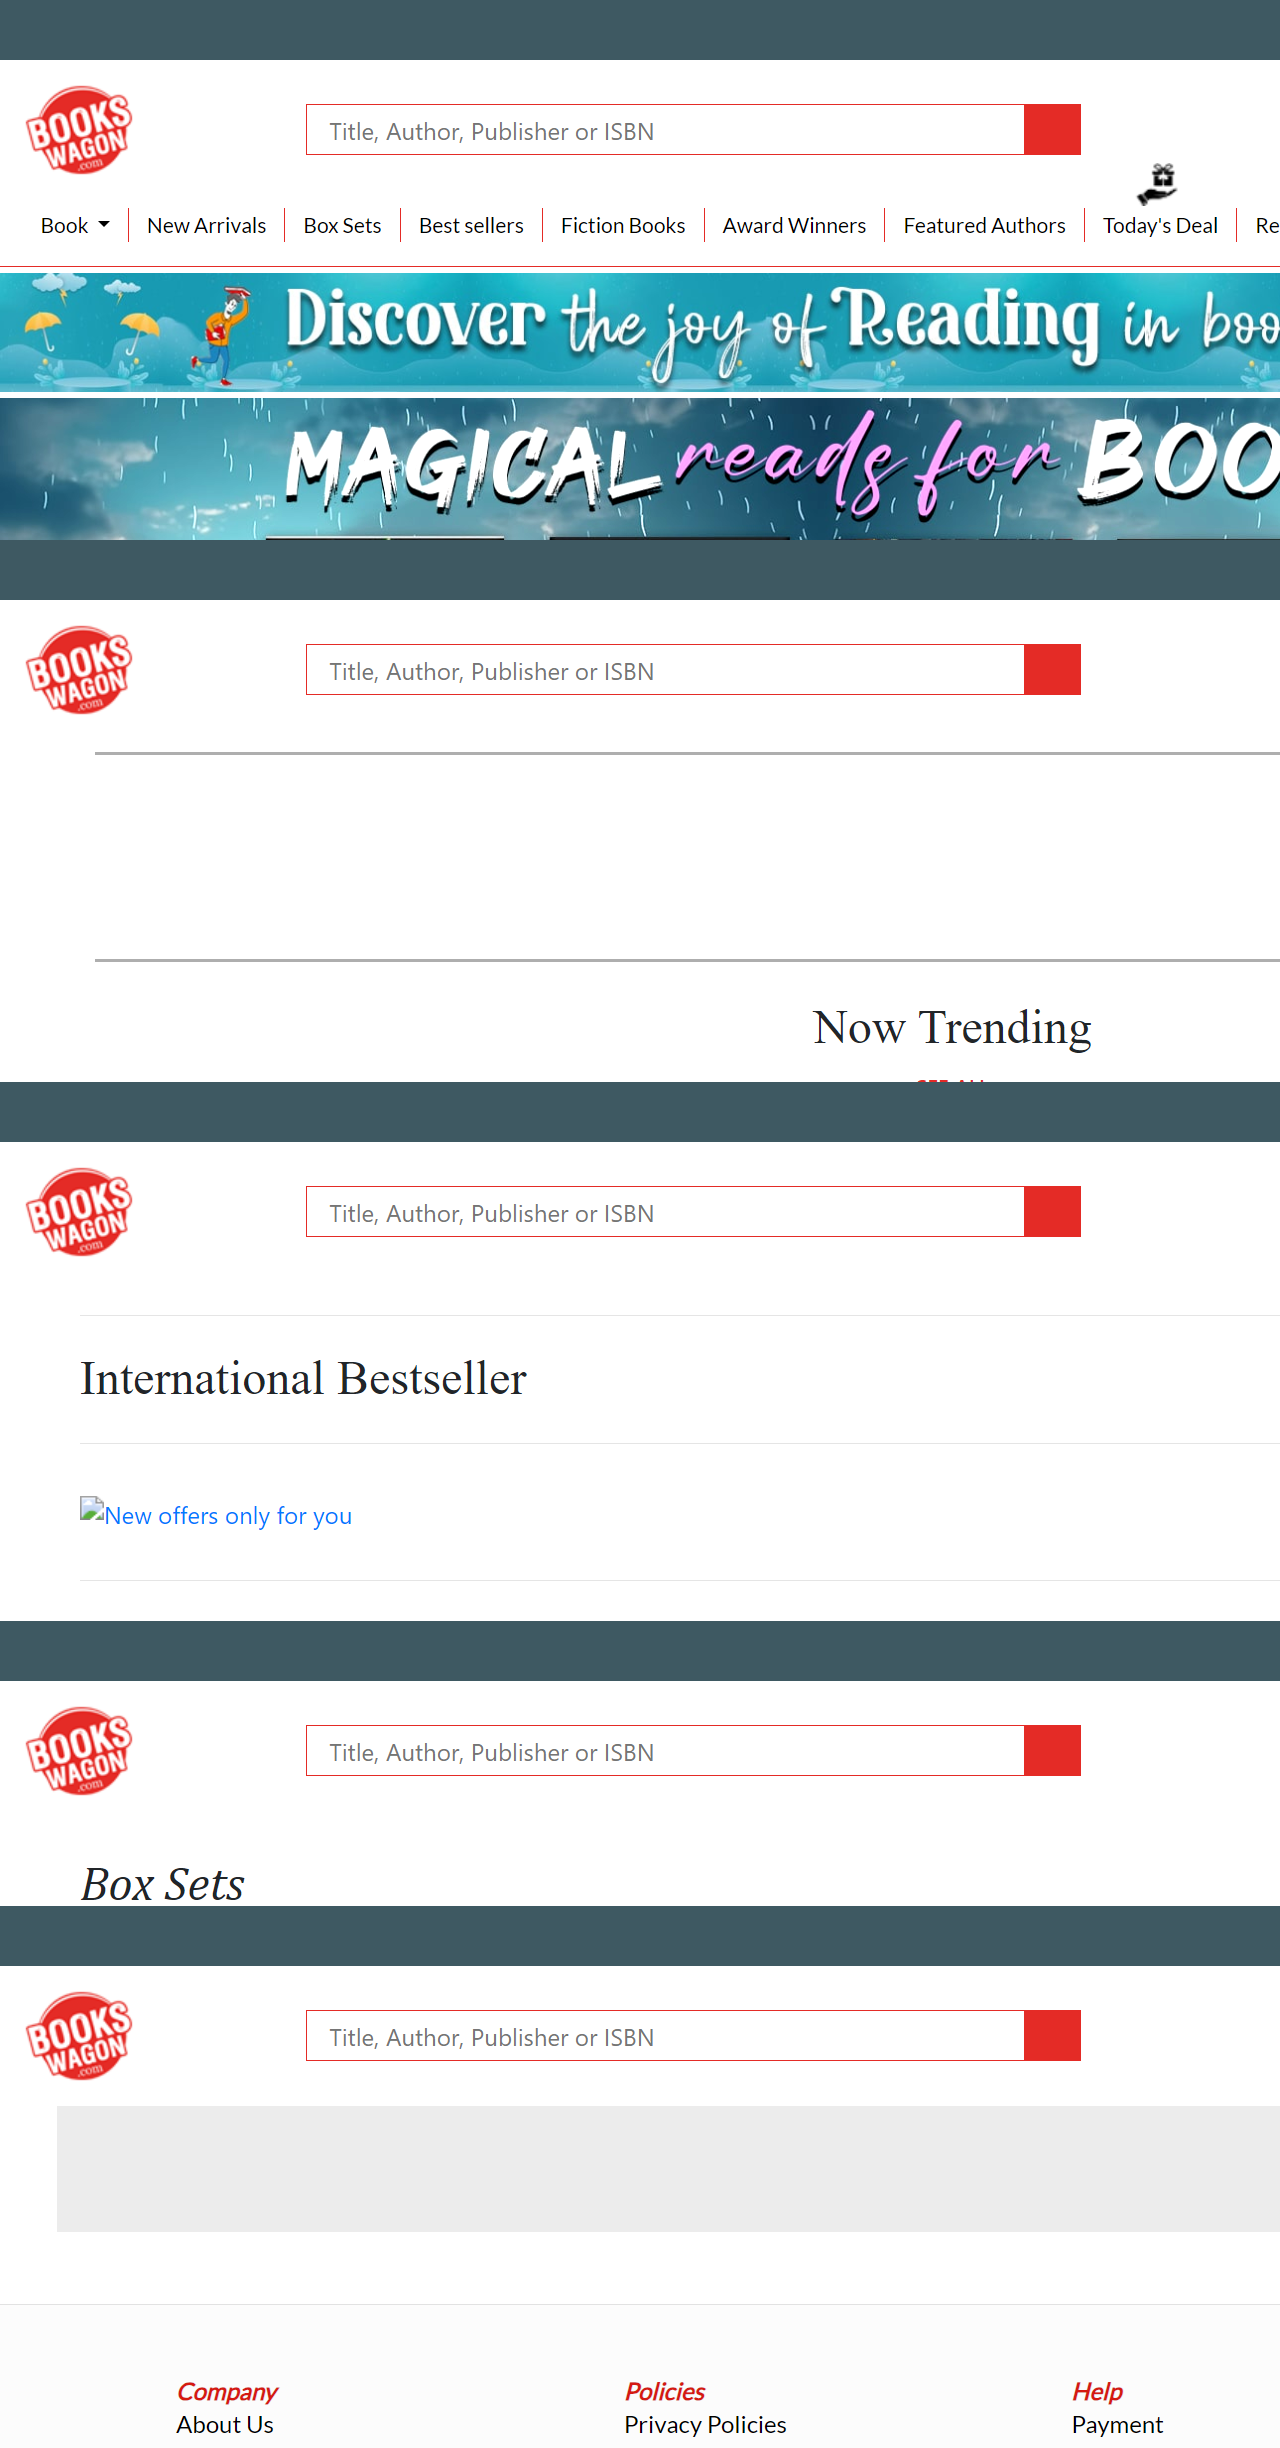 BOOKS
WAGON
.com
Title, Author, Publisher or ISBN
Book
New Arrivals
Box Sets
Best sellers
Fiction Books
Award Winners
Featured Authors
Today's Deal
Re
Discover the joy of Reading in boo
MAGICAL reads for BOO
BOOKS
WAGON
.com
Title, Author, Publisher or ISBN
Now Trending
SEE ALL
BOOKS
WAGON
.com
Title, Author, Publisher or ISBN
International Bestseller
New offers only for you
BOOKS
WAGON
.com
Title, Author, Publisher or ISBN
Box Sets
BOOKS
WAGON
.com
Title, Author, Publisher or ISBN
Company
About Us
Policies
Privacy Policies
Help
Payment